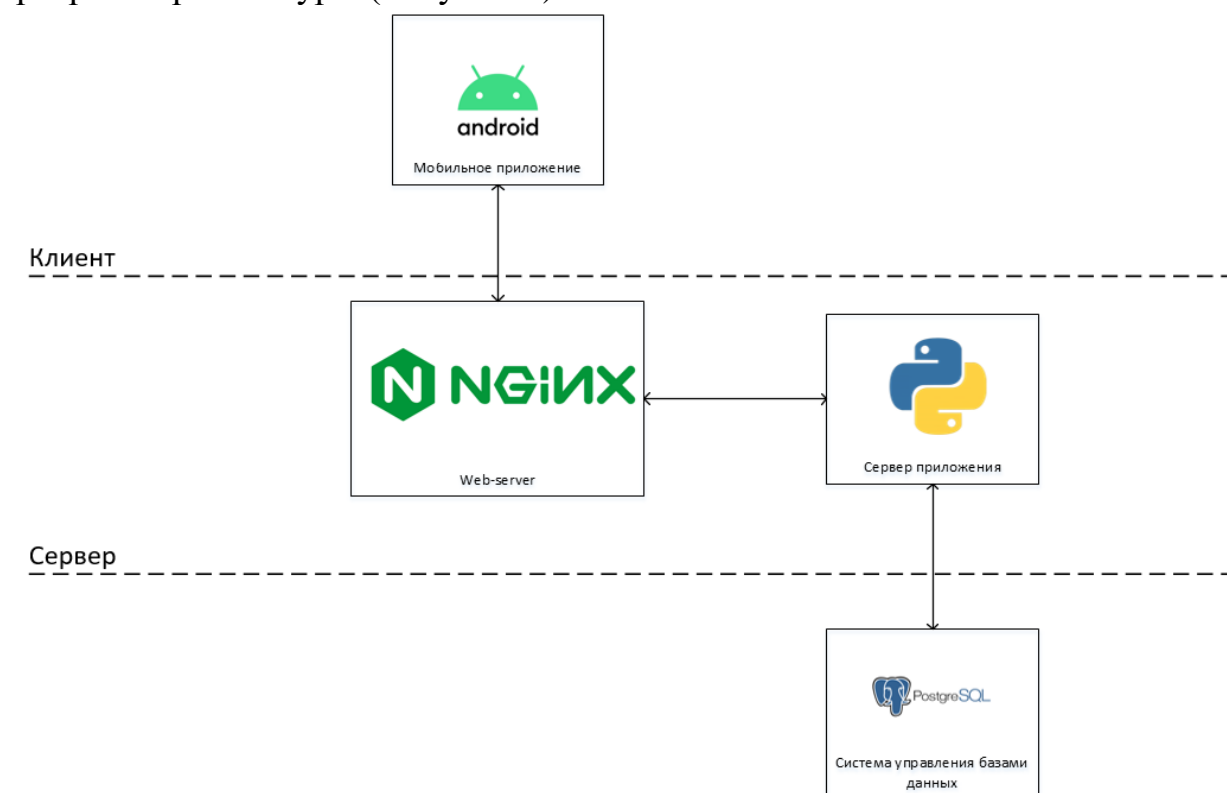 android
Мобильное приложение
Клиент
N NGiNX
Web-server
Сервер приложения
Сервер
PostgreSQL
Система управления базами
данных